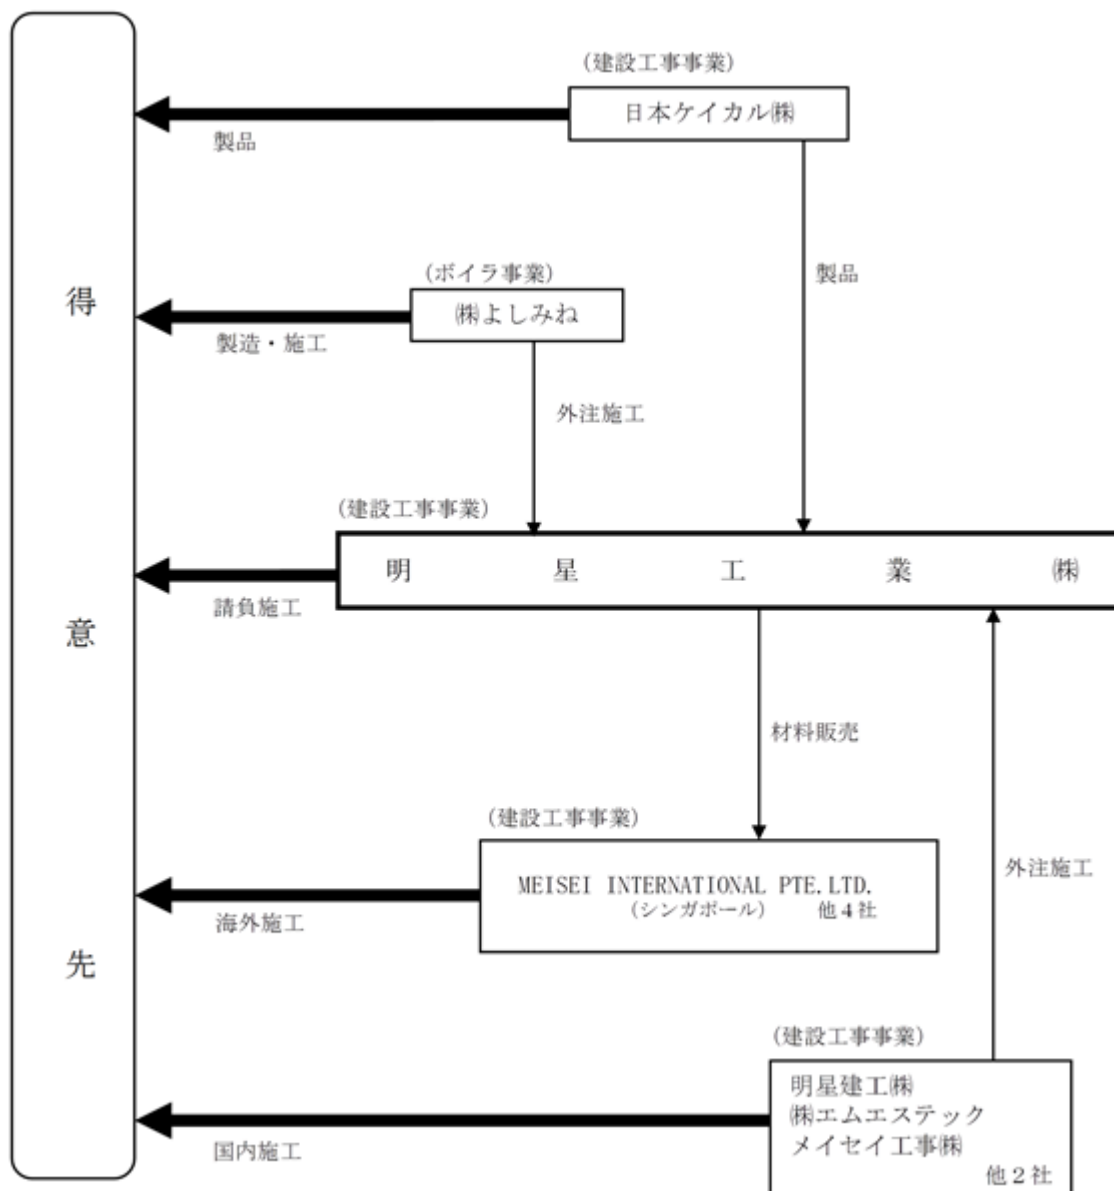 (建設工事事業)
日本ケイカル㈱
製品
製品
(ボイラ事業)
㈱よしみね
製造・施工
外注施工
(建設工事事業)
明星工業㈱
請負施工
材料販売
(建設工事事業)
MEISEI INTERNATIONAL PTE.LTD.
(シンガポール) 他4社
海外施工
外注施工
(建設工事事業)
明星建工㈱
㈱エムエステック
メイセイ工事㈱
他2社
国内施工
得意先